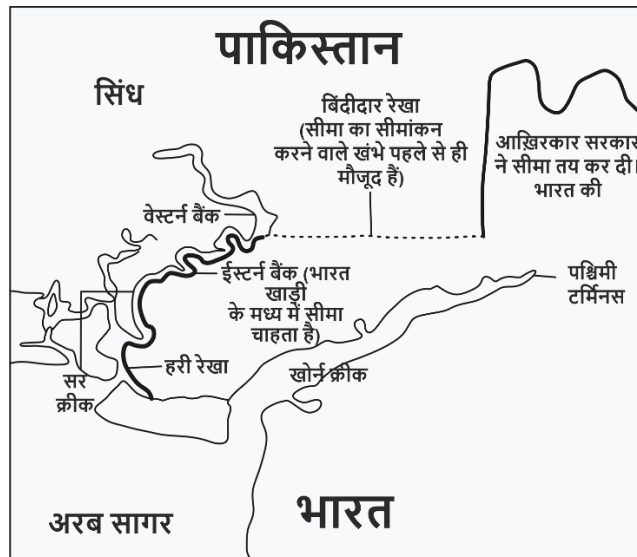 पाकिस्तान
सिंध
बिंदीदार रेखा
(सीमा का सीमांकन
करने वाले खंभे पहले से ही
मौजूद हैं)
आख़िरकार सरकार
ने सीमा तय कर दी।
भारत की
वेस्टर्न बैंक
ईस्टर्न बैंक (भारत
खाड़ी
के मध्य में सीमा
चाहता है)
पश्चिमी
टर्मिनस
हरी रेखा
खोर्न क्रीक
सर
क्रीक
अरब सागर
भारत